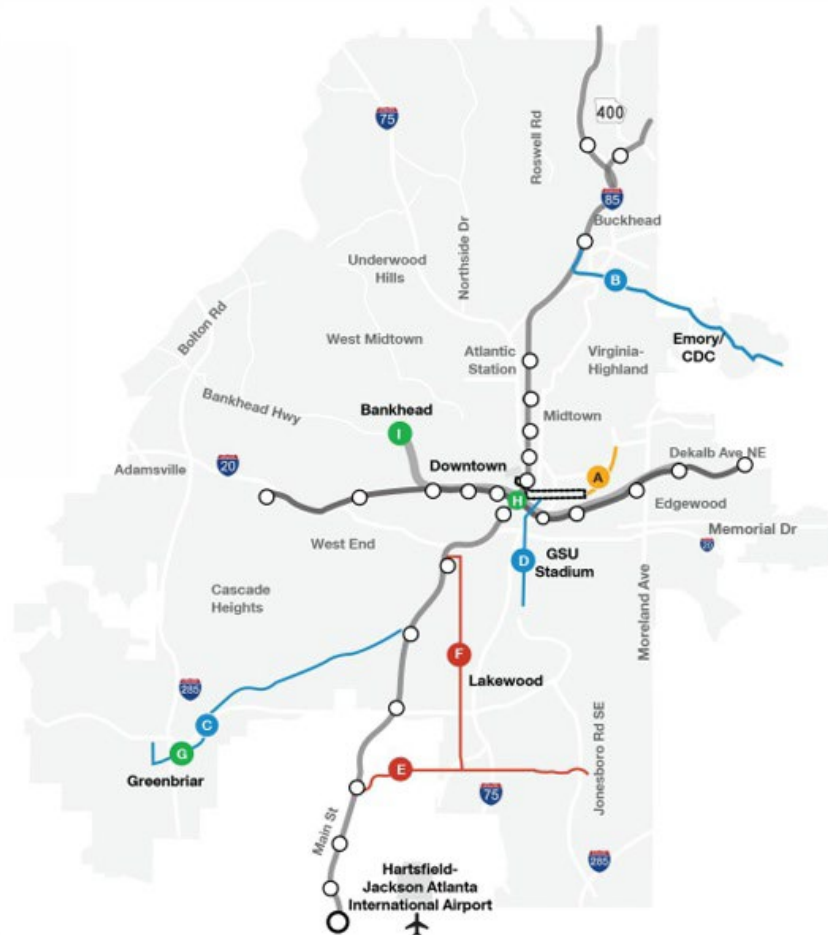 400
75
Roswell Rd
85
Buckhead
Northside Dr
Underwood
Hills
B
Bolton Rd
West Midtown
Atlantic
Station
Virginia-
Highland
Emory/
CDC
Bankhead Hwy
Bankhead
I
Midtown
Adamsville
20
Downtown
A
Dekalb Ave NE
H
Edgewood
Memorial Dr
20
West End
D
GSU
Stadium
Cascade
Heights
Moreland Ave
F
Lakewood
285
C
G
Greenbriar
E
75
Jonesboro Rd SE
Main St
285
Hartsfield-
Jackson Atlanta
International Airport